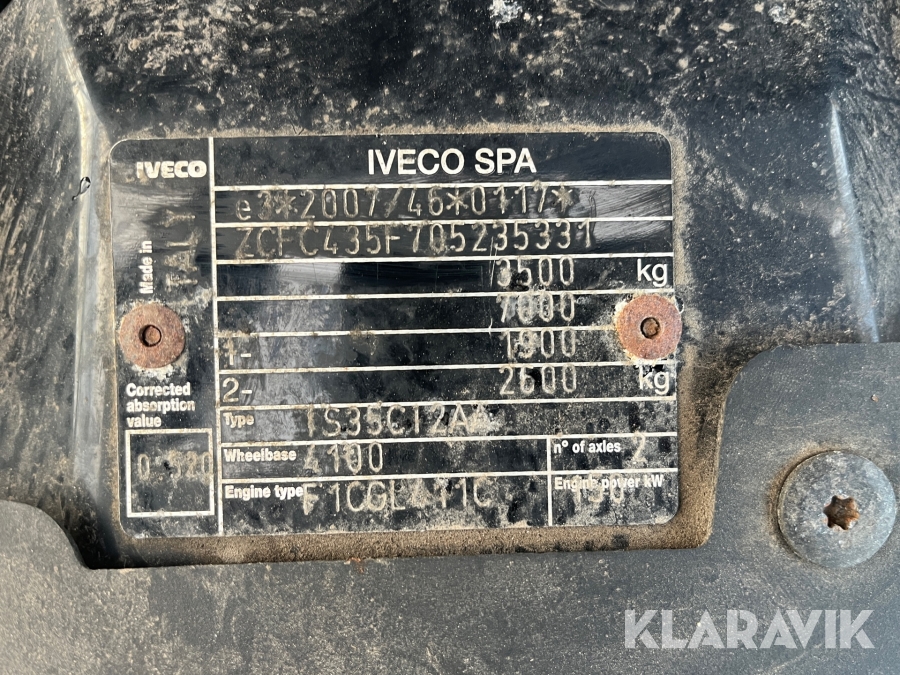 IVECO
IVECO SPA
e3*2007/46*0117*
ZCFC435F705235331
3500 kg
7000
1- 1900
2- 2600 kg
Made in
ITALY
Corrected
absorption
value
Type
Wheelbase 4100
n° of axles 2
Engine type
Engine power kW
KLARAVIK